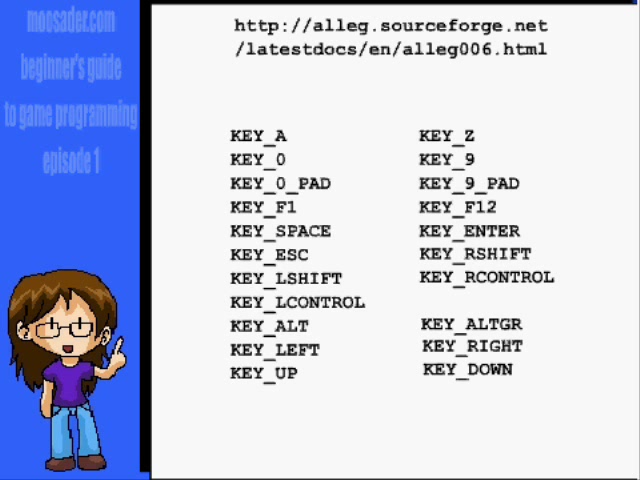 moosader.com
beginner's guide
to game programming
episode 1
http://alleg.sourceforge.net
/latestdocs/en/alleg006.html
KEY_A KEY_Z
KEY_0 KEY_9
KEY_0_PAD KEY_9_PAD
KEY_F1 KEY_F12
KEY_SPACE KEY_ENTER
KEY_ESC KEY_RSHIFT
KEY_LSHIFT KEY_RCONTROL
KEY_LCONTROL
KEY_ALT KEY_ALTGR
KEY_LEFT KEY_RIGHT
KEY_UP KEY_DOWN